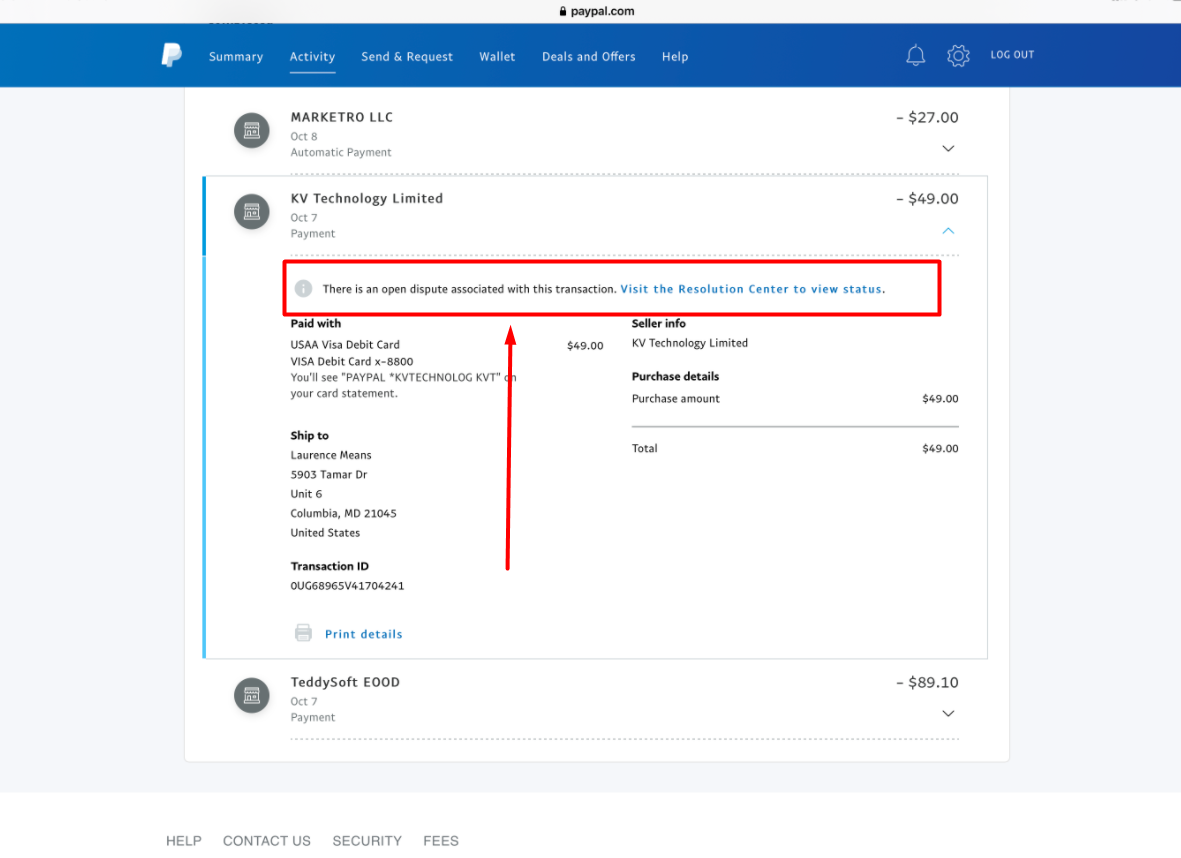 paypal.com
Summary Activity Send & Request Wallet Deals and Offers Help LOG OUT
MARKETRO LLC - $27.00
Oct 8
Automatic Payment
KV Technology Limited - $49.00
Oct 7
Payment
There is an open dispute associated with this transaction. Visit the Resolution Center to view status.
Paid with
USAA Visa Debit Card $49.00
VISA Debit Card x-8800
You'll see "PAYPAL *KVTECHNOLOG KVT" on
your card statement.
Ship to
Laurence Means
5903 Tamar Dr
Unit 6
Columbia, MD 21045
United States
Transaction ID
0UG68965V41704241
Print details
Seller info
KV Technology Limited
Purchase details
Purchase amount $49.00
Total $49.00
TeddySoft EOOD - $89.10
Oct 7
Payment
HELP CONTACT US SECURITY FEES